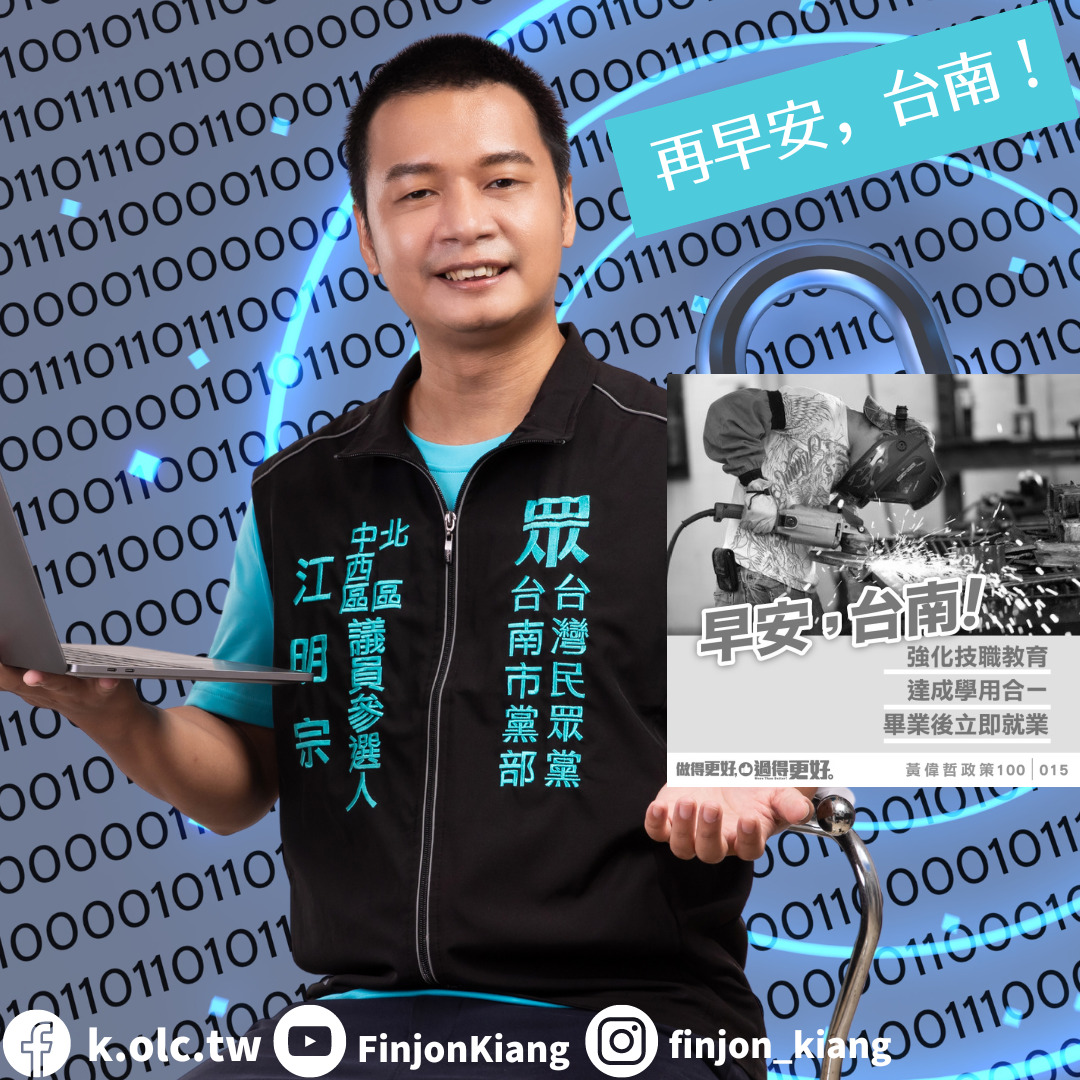 再早安，台南！
眾
台灣民眾黨
台南市黨部
北區
中西區
議員參選人
江明宗
早安，台南!
強化技職教育
達成學用合一
畢業後立即就業
做得更好，過得更好。
黃偉哲政策100 | 015
k.olc.tw
FinjonKiang
finjon_kiang